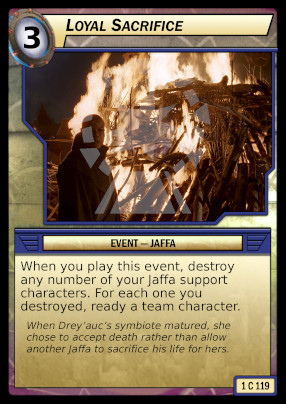 3
LOYAL SACRIFICE
EVENT – JAFFA
When you play this event, destroy
any number of your Jaffa support
characters. For each one you
destroyed, ready a team character.
When Drey'auc's symbiote matured, she
chose to accept death rather than allow
another Jaffa to sacrifice his life for hers.
1 C 119